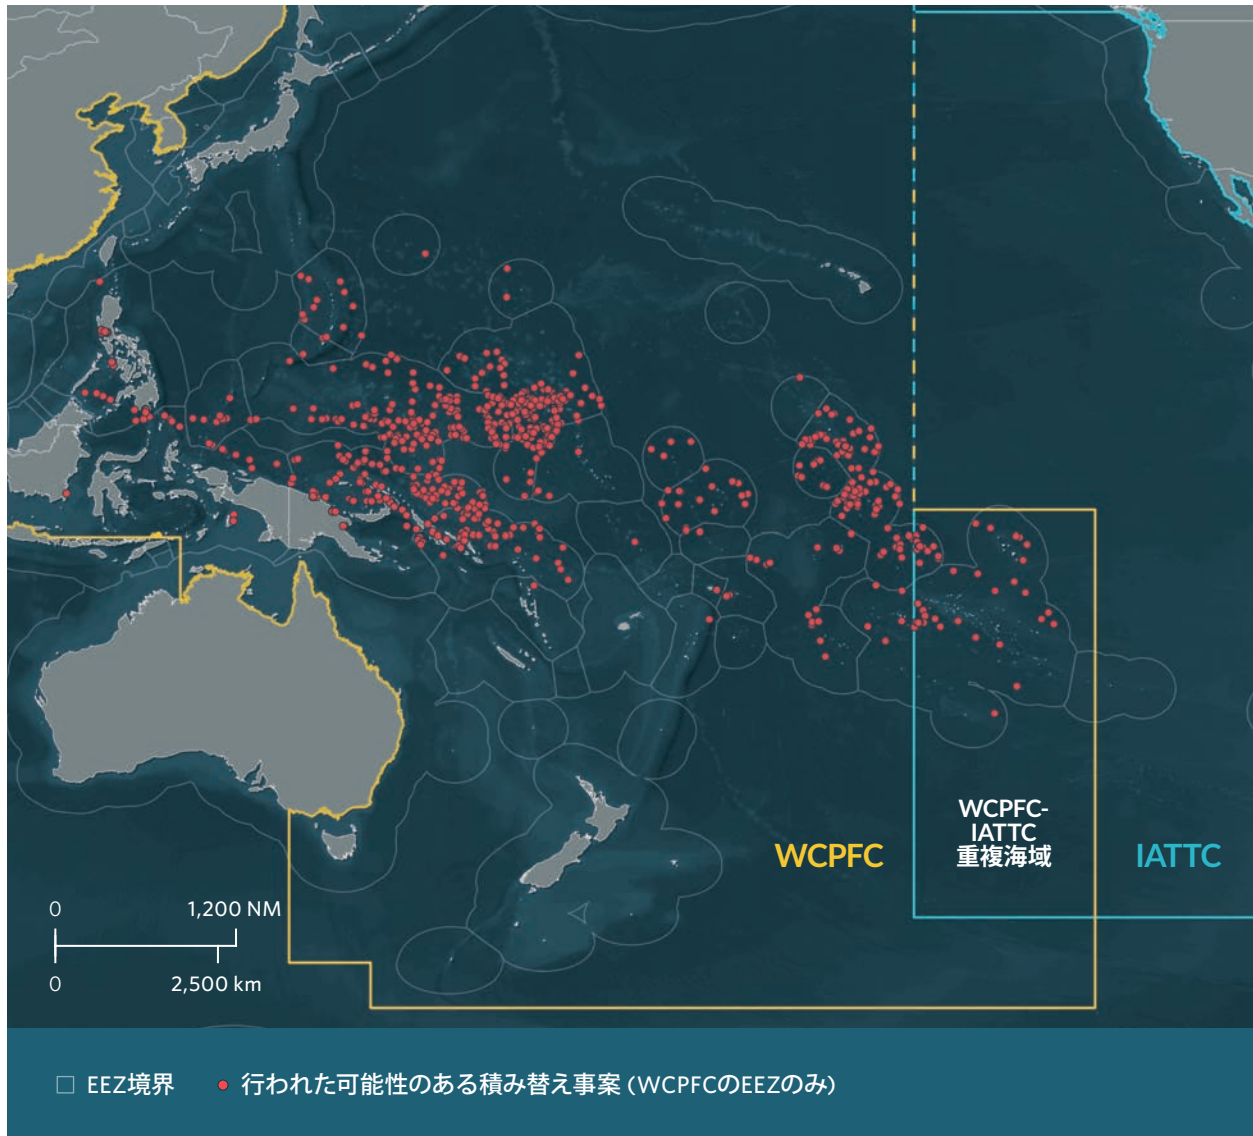 WCPFC-
IATTC
重複海域
WCPFC
IATTC
0
1,200 NM
0
2,500 km
EEZ境界
行われた可能性のある積み替え事案 (WCPFCのEEZのみ)